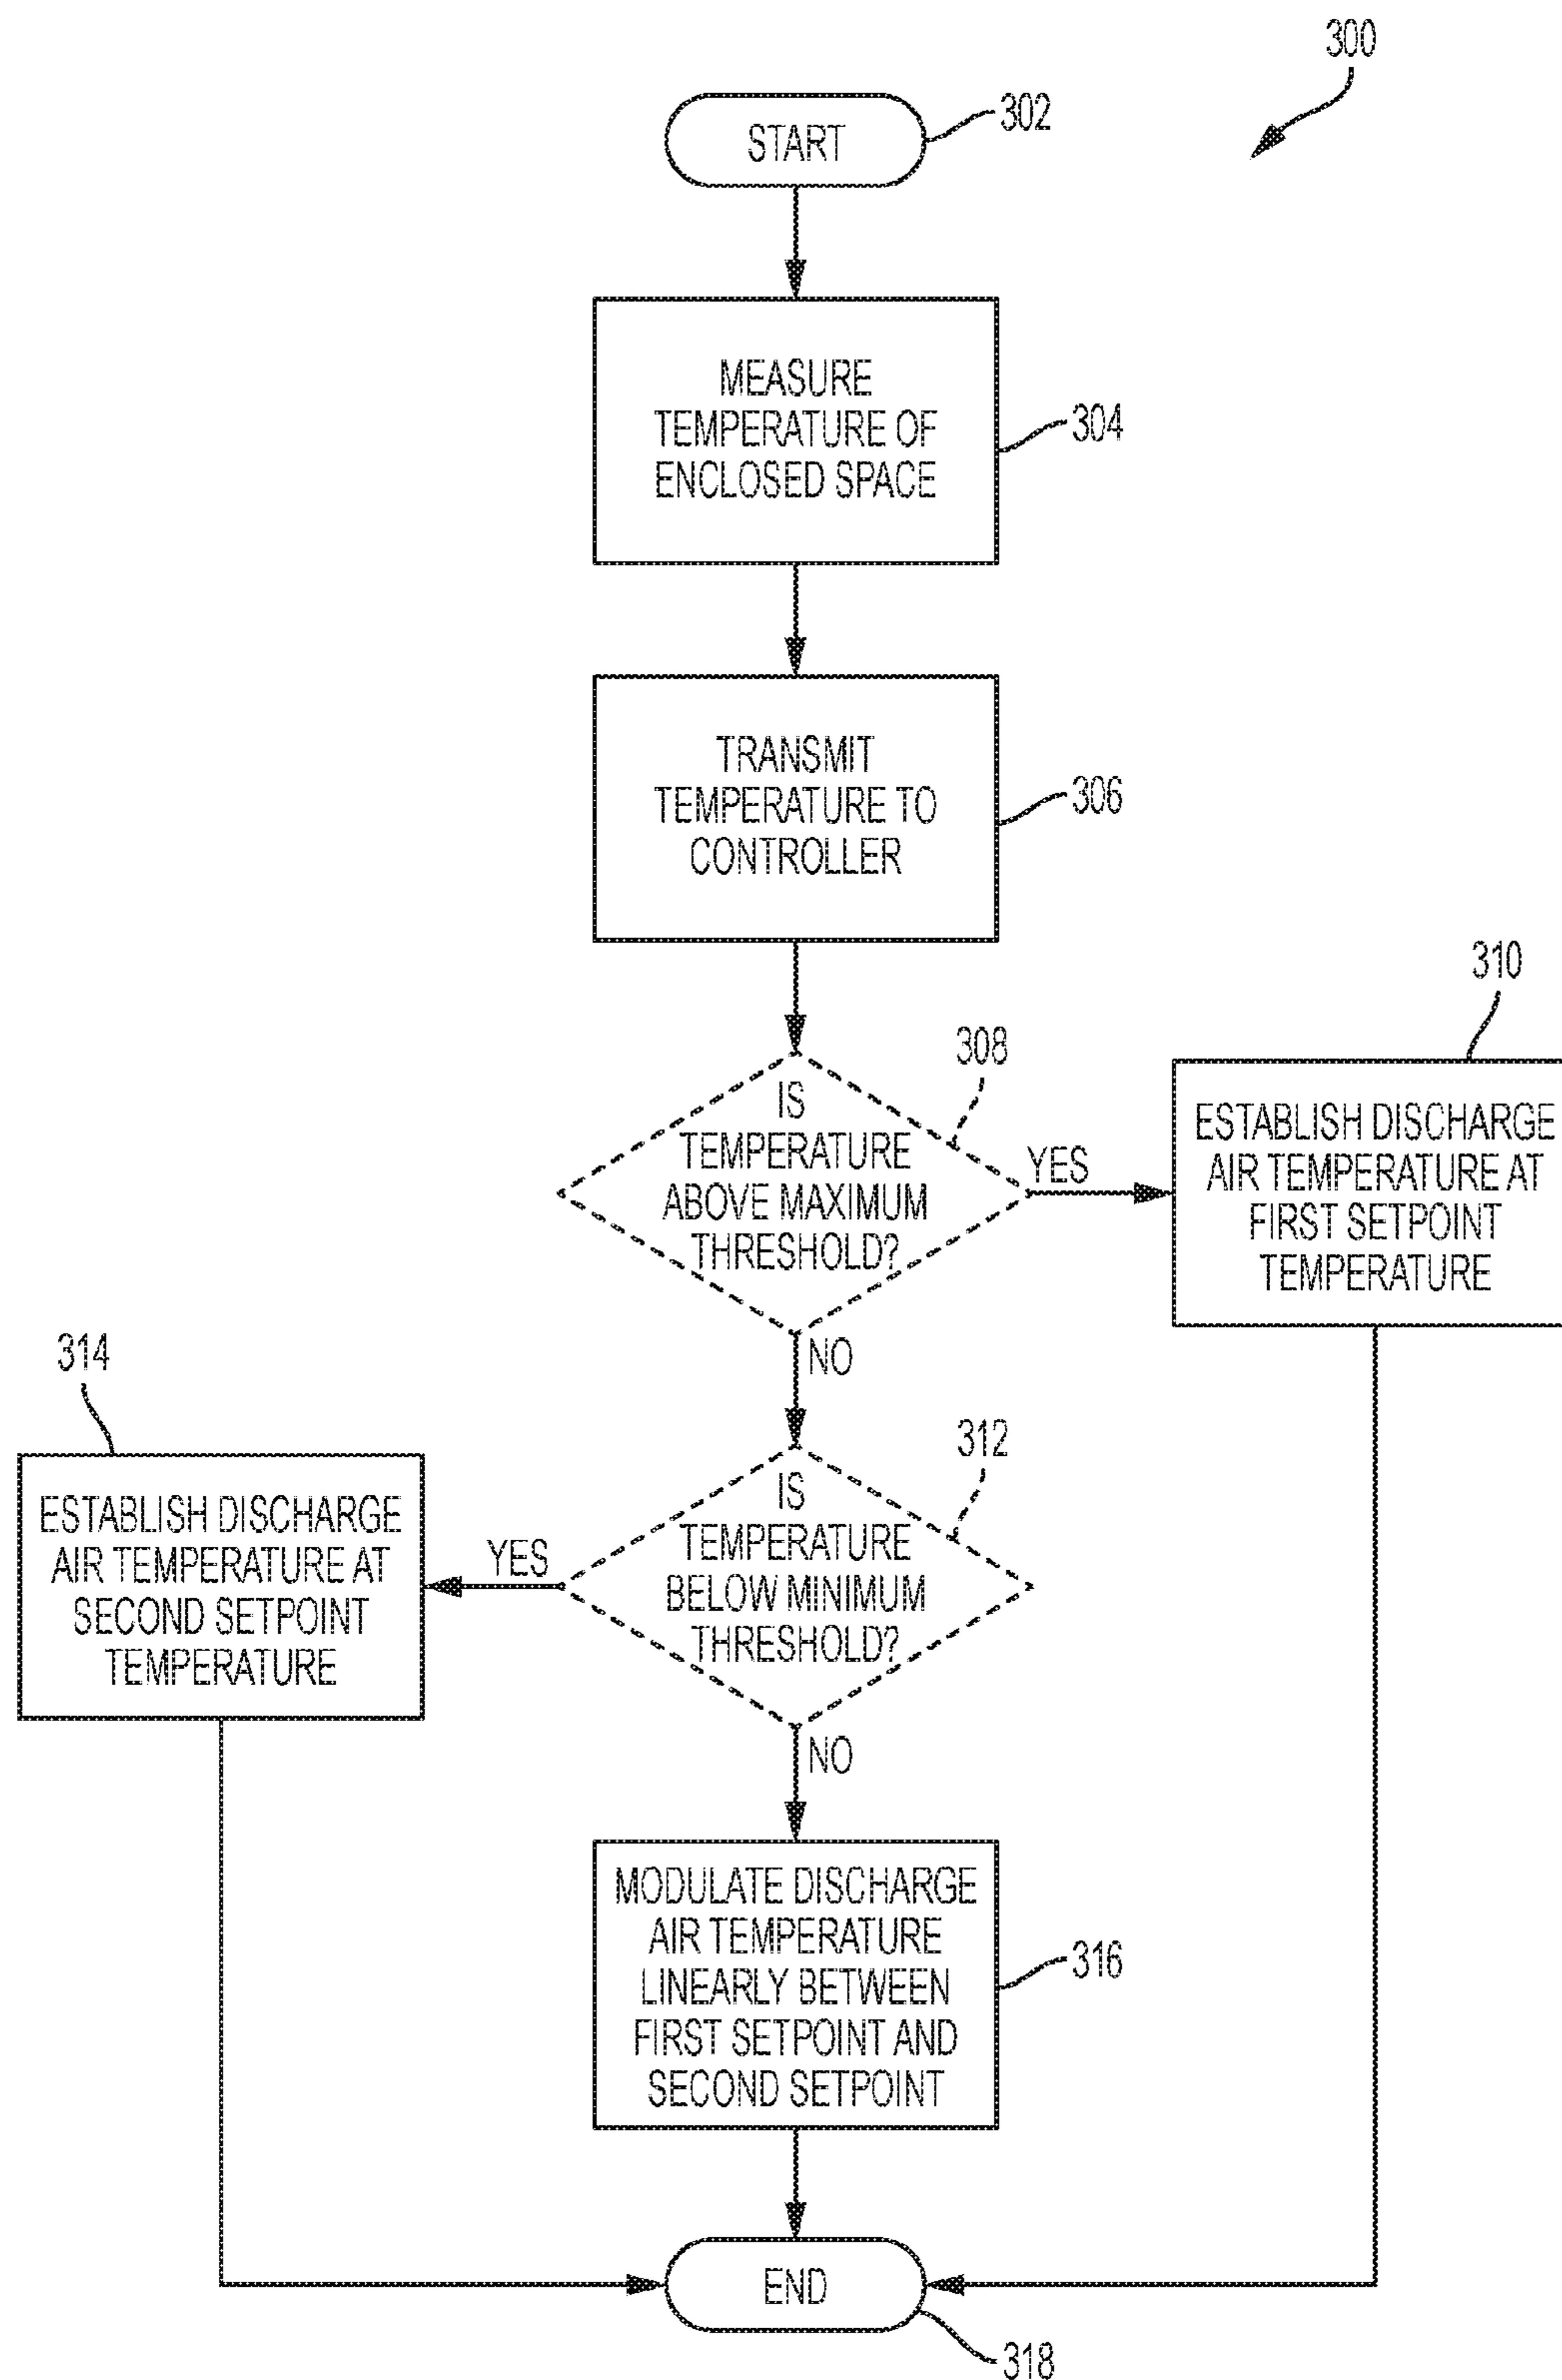 300
START
302
MEASURE
TEMPERATURE OF
ENCLOSED SPACE
304
TRANSMIT
TEMPERATURE TO
CONTROLLER
306
308
IS
TEMPERATURE
ABOVE MAXIMUM
THRESHOLD?
YES
310
ESTABLISH DISCHARGE
AIR TEMPERATURE AT
FIRST SETPOINT
TEMPERATURE
NO
312
IS
TEMPERATURE
BELOW MINIMUM
THRESHOLD?
YES
314
ESTABLISH DISCHARGE
AIR TEMPERATURE AT
SECOND SETPOINT
TEMPERATURE
NO
MODULATE DISCHARGE
AIR TEMPERATURE
LINEARLY BETWEEN
FIRST SETPOINT AND
SECOND SETPOINT
316
END
318